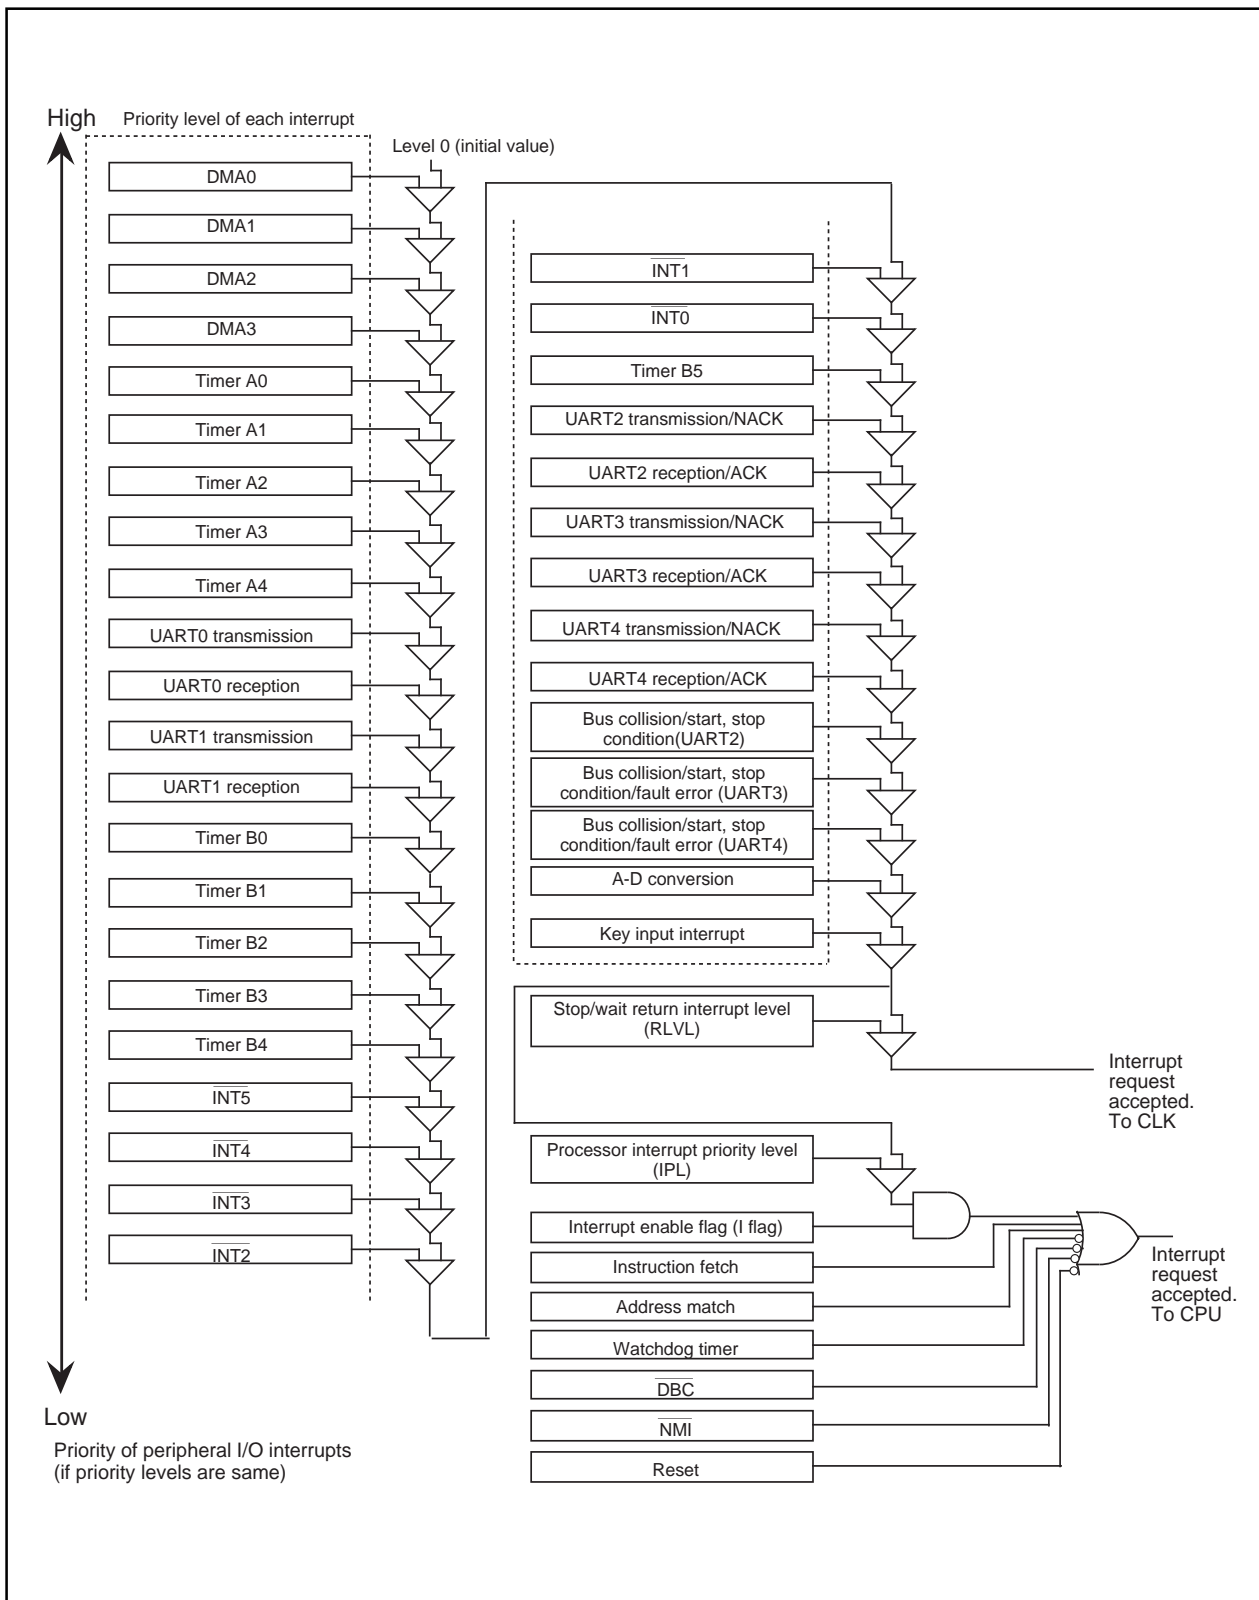 High
Priority level of each interrupt
Level 0 (initial value)
DMA0
DMA1
DMA2
DMA3
Timer A0
Timer A1
Timer A2
Timer A3
Timer A4
UART0 transmission
UART0 reception
UART1 transmission
UART1 reception
Timer B0
Timer B1
Timer B2
Timer B3
Timer B4
INT5
INT4
INT3
INT2
Low
Priority of peripheral I/O interrupts
(if priority levels are same)
INT1
INT0
Timer B5
UART2 transmission/NACK
UART2 reception/ACK
UART3 transmission/NACK
UART3 reception/ACK
UART4 transmission/NACK
UART4 reception/ACK
Bus collision/start, stop
condition(UART2)
Bus collision/start, stop
condition/fault error (UART3)
Bus collision/start, stop
condition/fault error (UART4)
A-D conversion
Key input interrupt
Stop/wait return interrupt level
(RLVL)
Interrupt
request
accepted.
To CLK
Processor interrupt priority level
(IPL)
Interrupt enable flag (I flag)
Instruction fetch
Address match
Watchdog timer
DBC
NMI
Reset
Interrupt
request
accepted.
To CPU